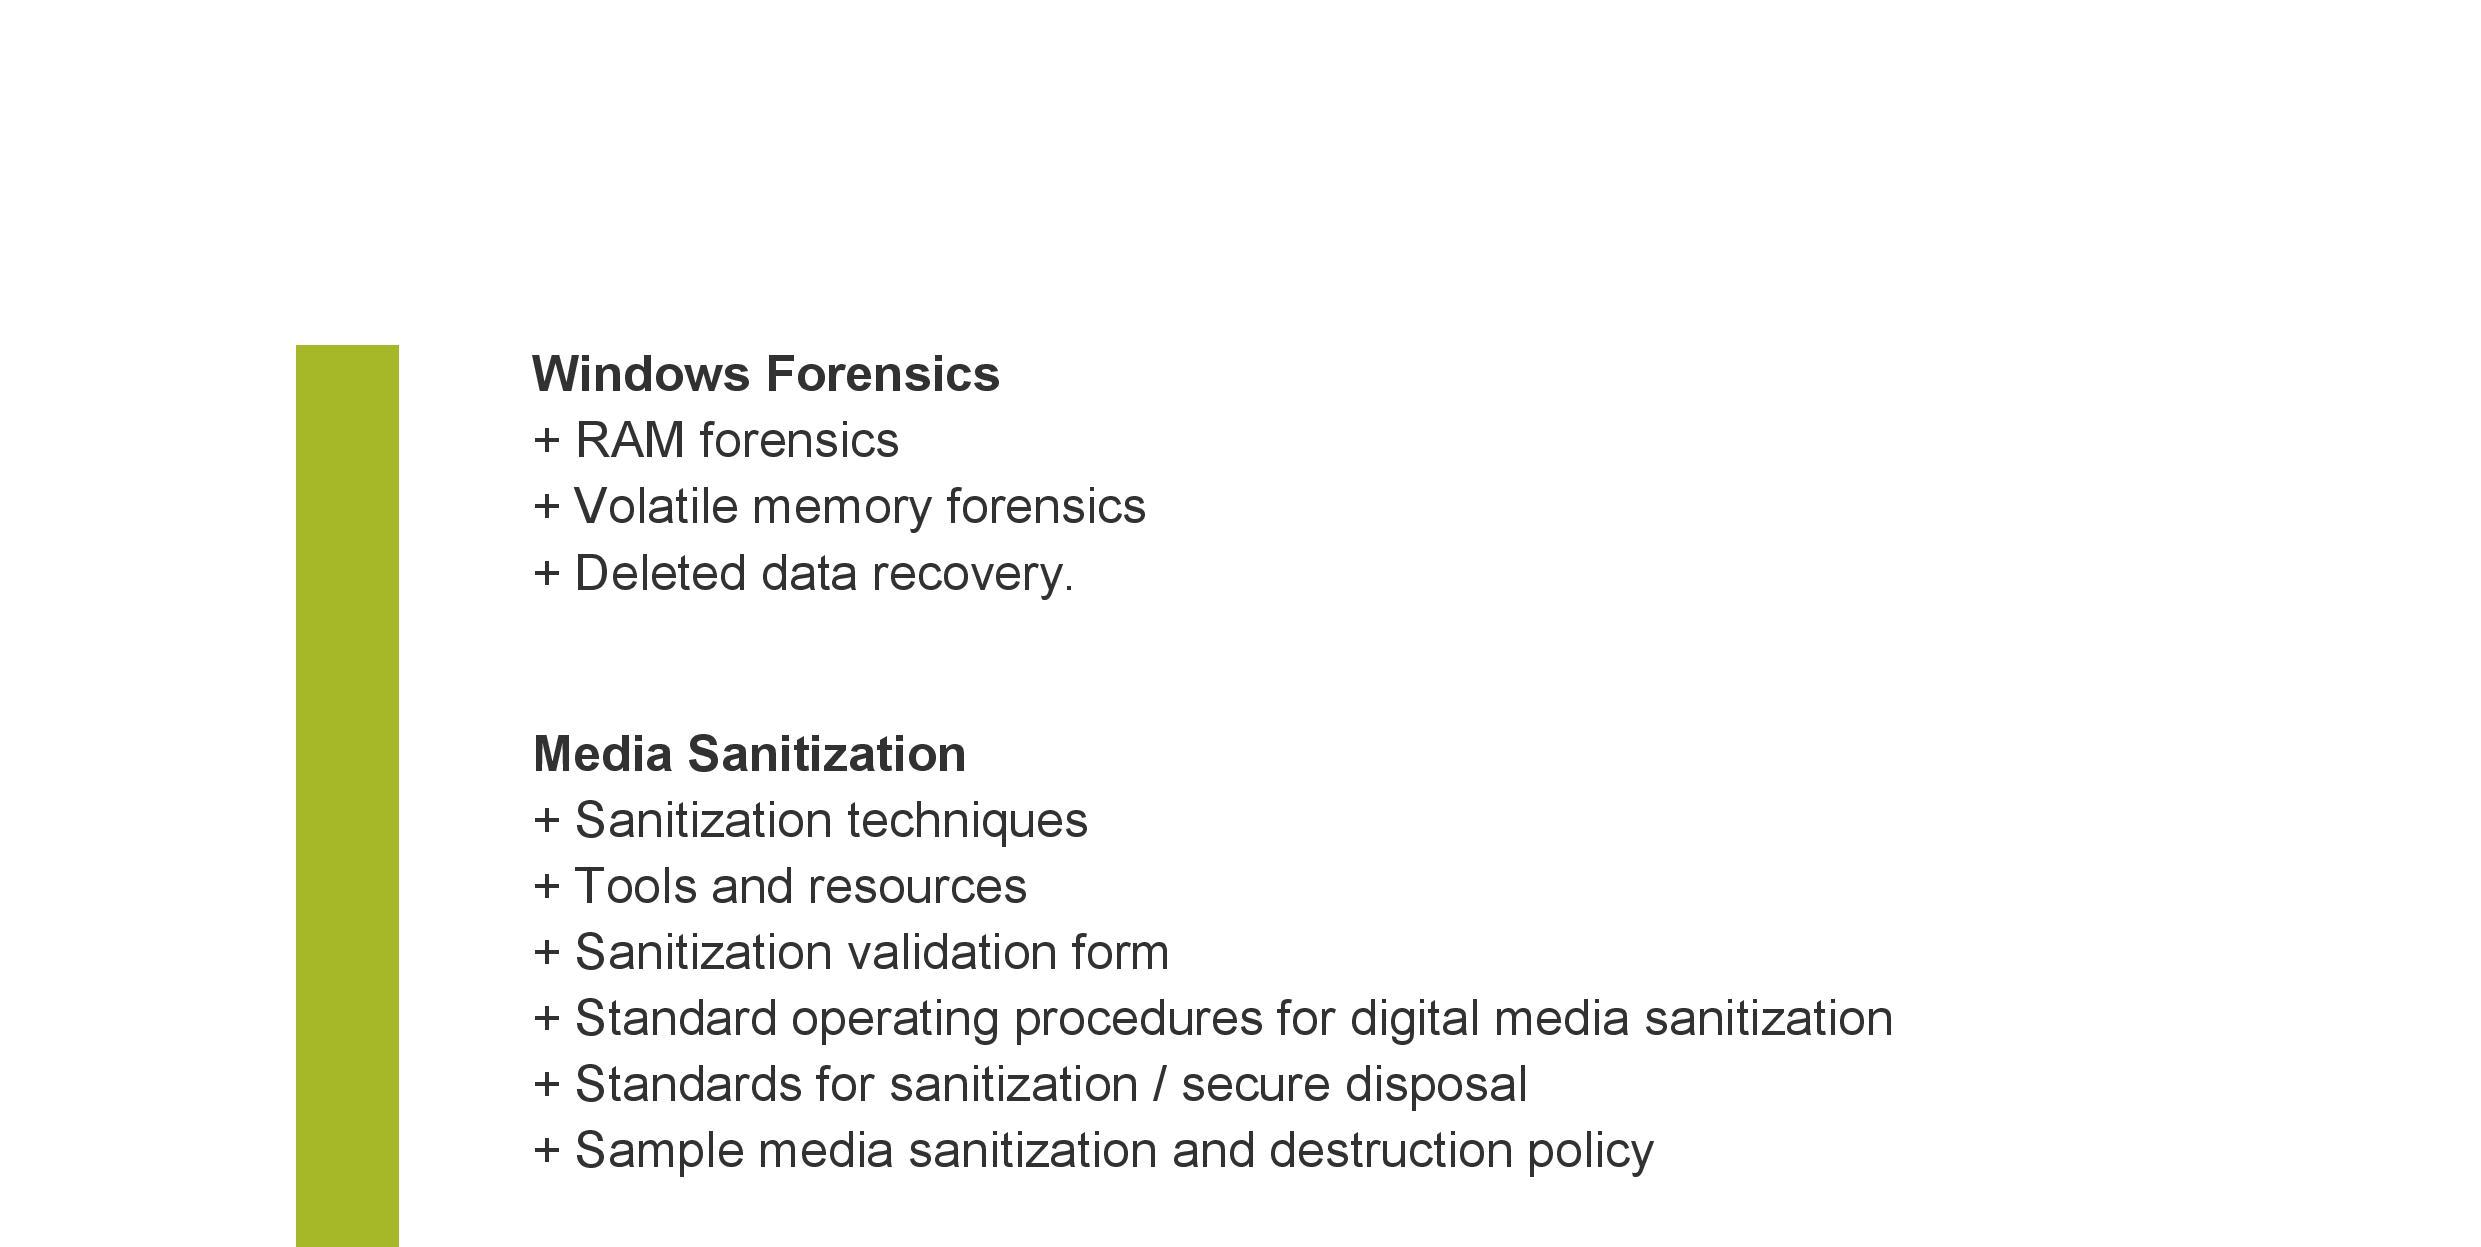 Windows Forensics
+ RAM forensics
+ Volatile memory forensics
+ Deleted data recovery.
Media Sanitization
+ Sanitization techniques
+ Tools and resources
+ Sanitization validation form
+ Standard operating procedures for digital media sanitization
+ Standards for sanitization / secure disposal
+ Sample media sanitization and destruction policy